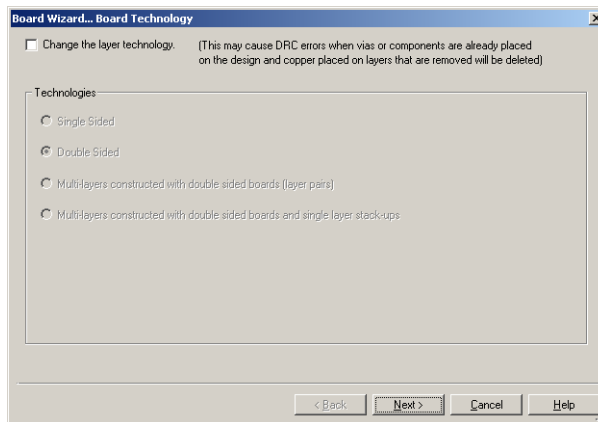 Board Wizard... Board Technology
Change the layer technology. (This may cause DRC errors when vias or components are already placed
on the design and copper placed on layers that are removed will be deleted)
Technologies
Single Sided
Double Sided
Multi-layers constructed with double sided boards (layer pairs)
Multi-layers constructed with double sided boards and single layer stack-ups
< Back Next > Cancel Help